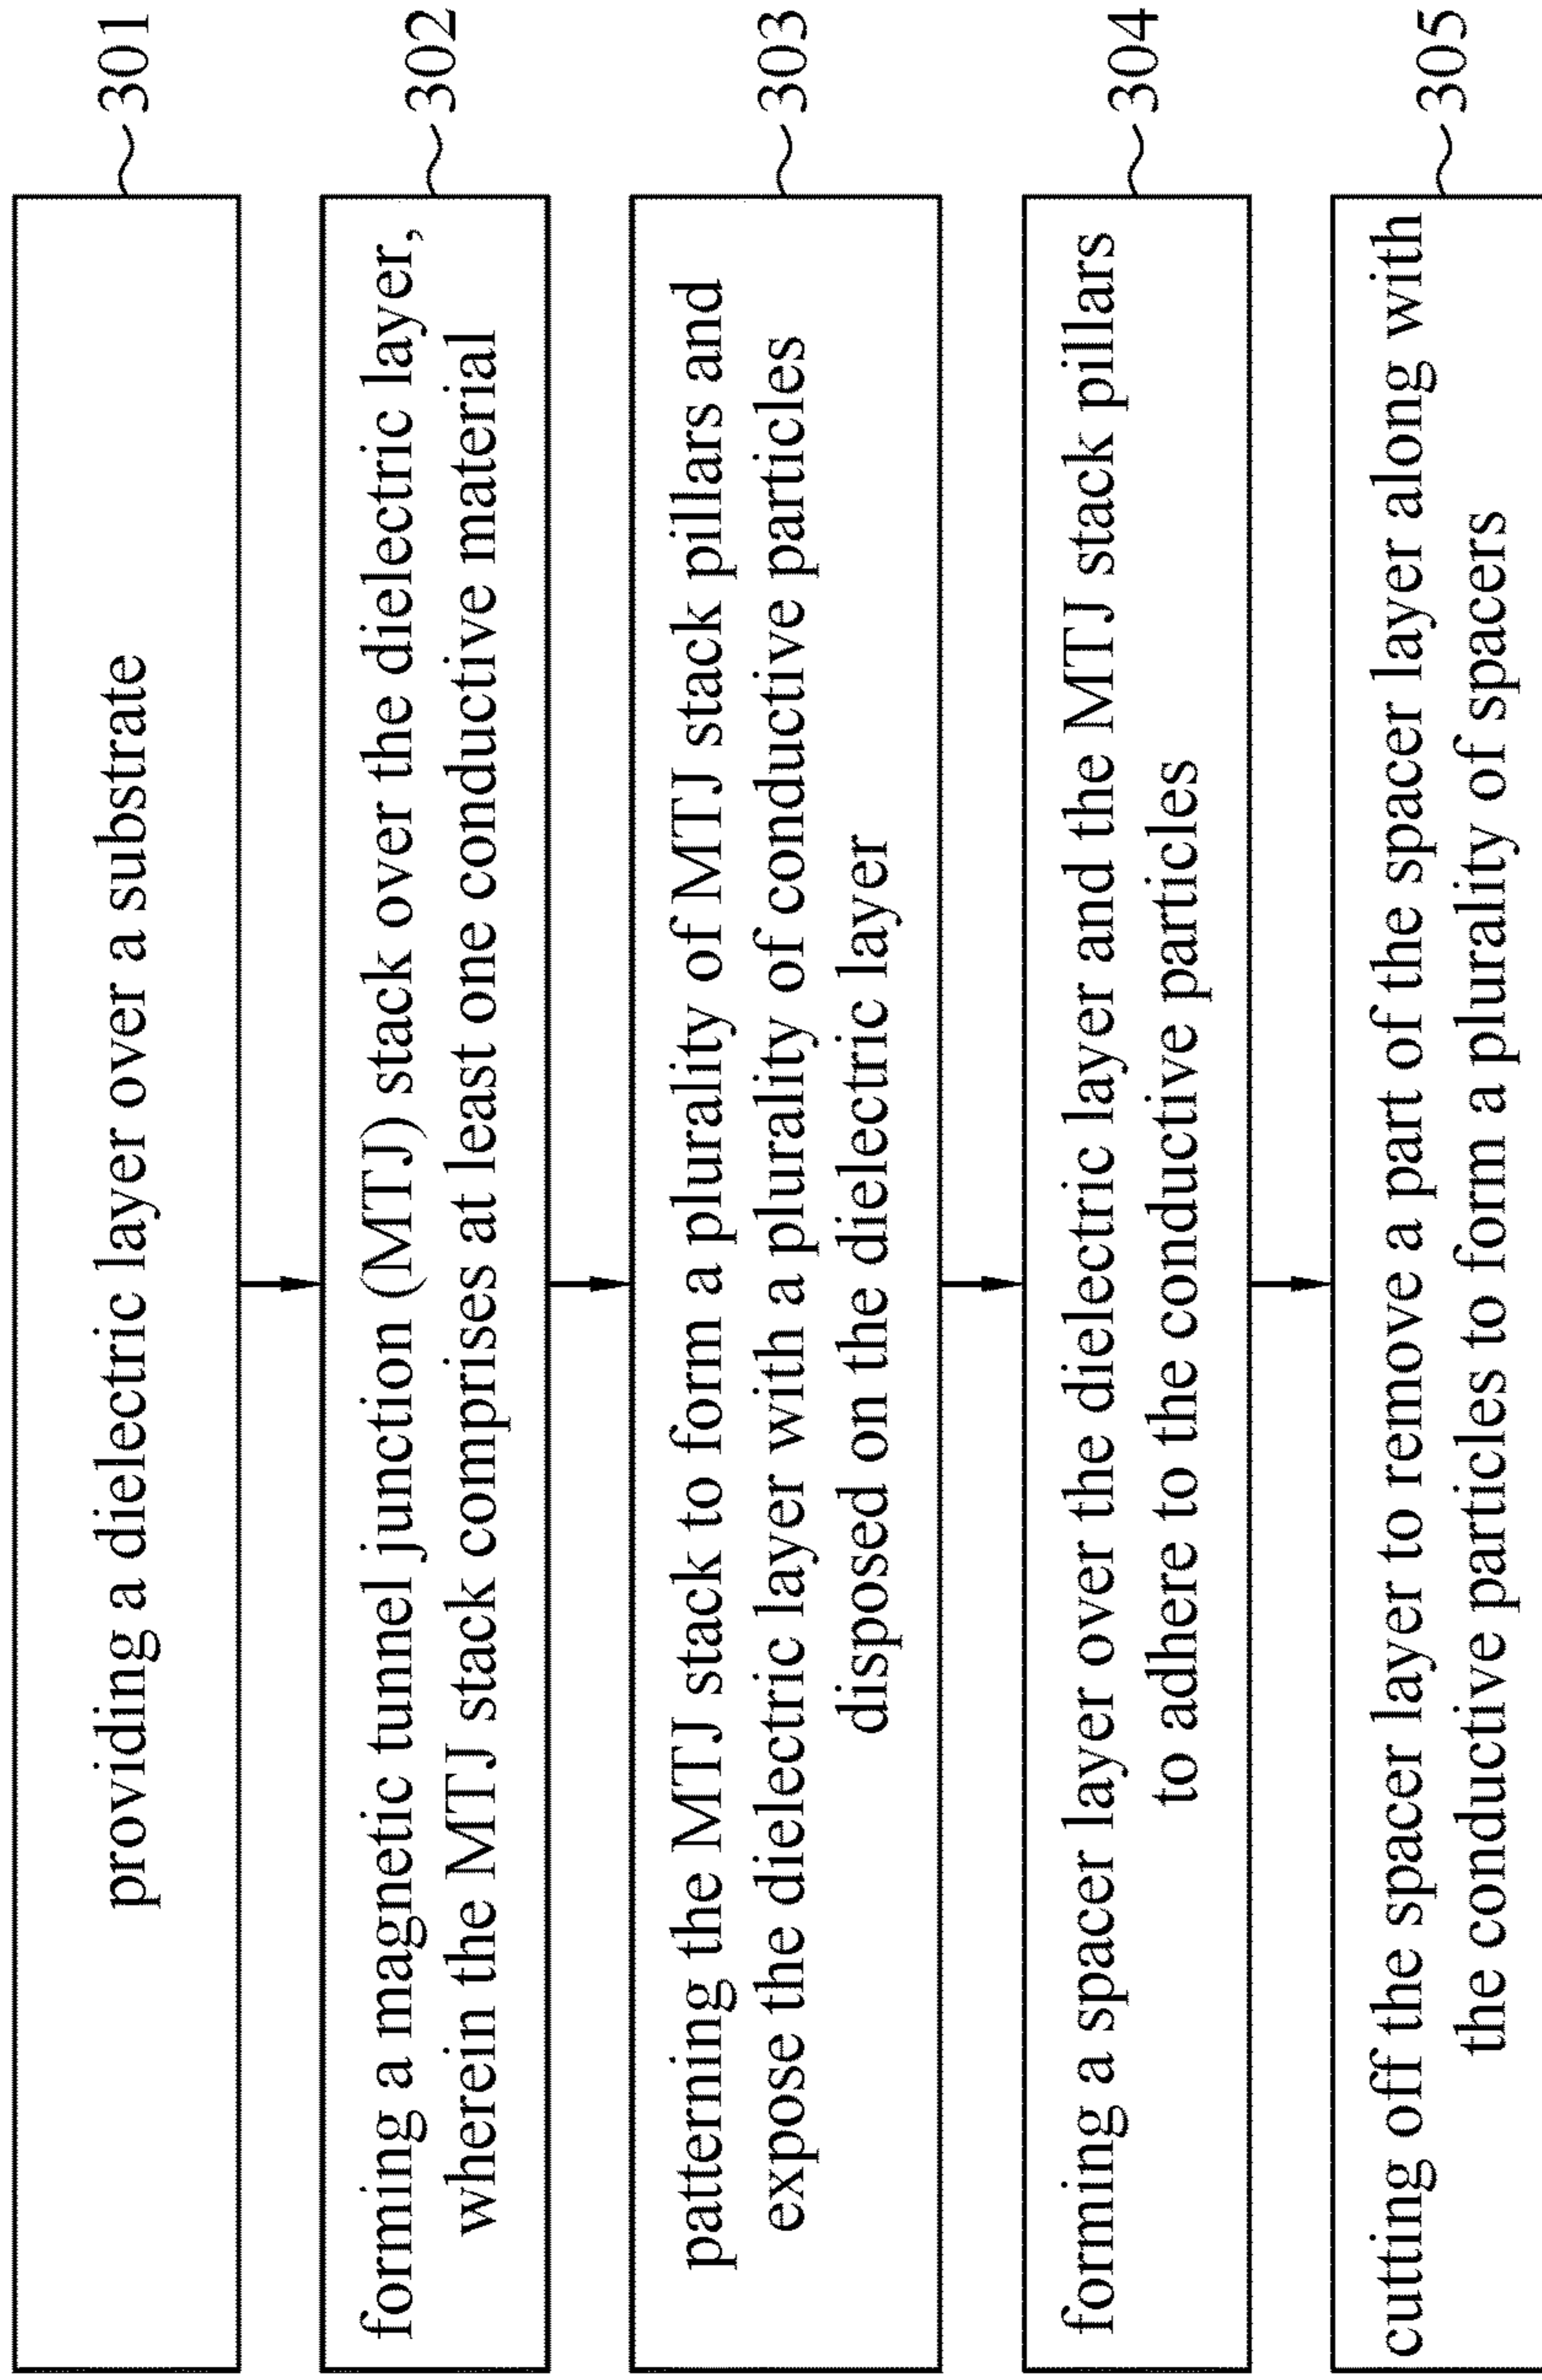 providing a dielectric layer over a substrate
301
forming a magnetic tunnel junction (MTJ) stack over the dielectric layer,
wherein the MTJ stack comprises at least one conductive material
302
patterning the MTJ stack to form a plurality of MTJ stack pillars and
expose the dielectric layer with a plurality of conductive particles
disposed on the dielectric layer
303
forming a spacer layer over the dielectric layer and the MTJ stack pillars
to adhere to the conductive particles
304
cutting off the spacer layer to remove a part of the spacer layer along with
the conductive particles to form a plurality of spacers
305